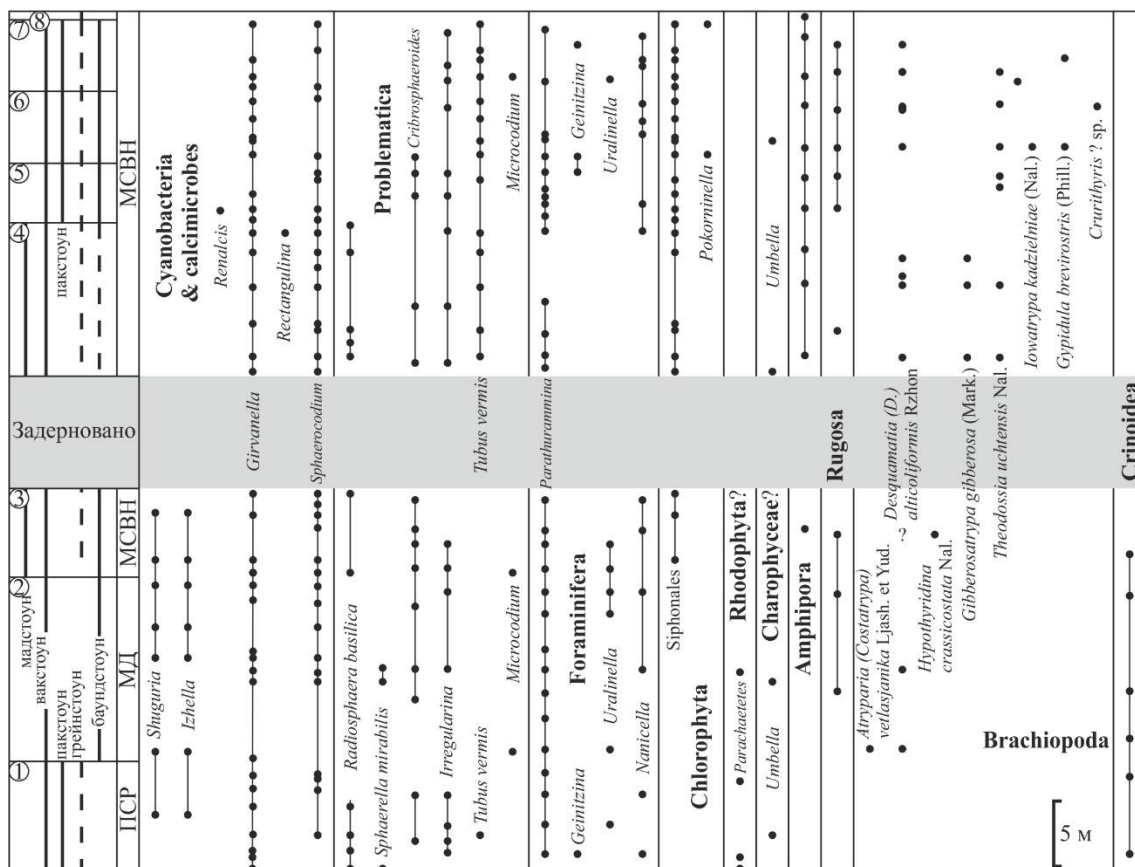 ⑦
⑧
⑥
⑤
④
пакстоун
МСВН
Задерновано
③
②
①
мадстоун
вакстоун
пакстоун
грейнстоун
баундстоун
МСВН
МД
ПСР
Cyanobacteria
& calcimicrobes
Renalcis
Rectangulina
Girvanella
Sphaerocodium
Shuguria
Izhella
Problematica
Cribrosphaeroides
Microcodium
Tubus vermis
Radiosphaera basilica
Sphaerella mirabilis
Irregularina
Tubus vermis
Microcodium
Geinitzina
Uralinella
Parathurammina
Foraminifera
Geinitzina
Uralinella
Nanicella
Pokorninella
Siphonales
Chlorophyta
Rhodophyta?
Parachaetetes
Umbella
Charophyceae?
Umbella
Amphipora
Rugosa
Iowatrypa kadzielniae (Nal.)
Gypidula brevirostris (Phill.)
Crurithyris ? sp.
Desquamatia (D.)
alticoliformis Rzhon
Gibberosatrypa gibberosa (Mark.)
Theodossia uchtensis Nal.
?
Hypothyridina
crassicostata Nal.
Atryparia (Costatrypa)
vetlasjanika Ljash. et Yud.
Brachiopoda
Crinoidea
5 м